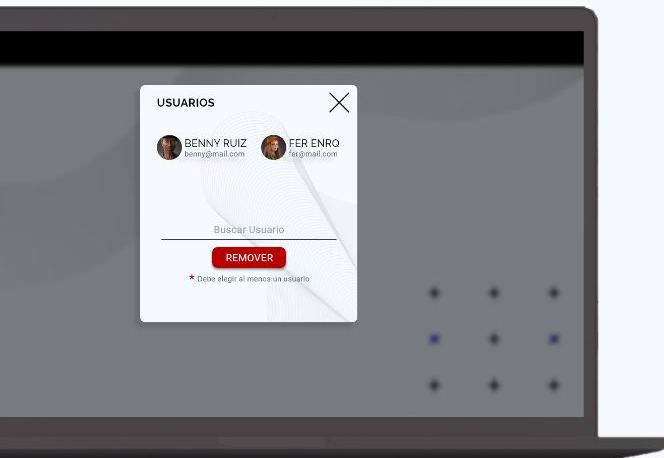 USUARIOS
BENNY RUIZ FER ENRQ
benny@mail.com fer@mail.com
Buscar Usuario
REMOVER
* Debe elegir al menos un usuario